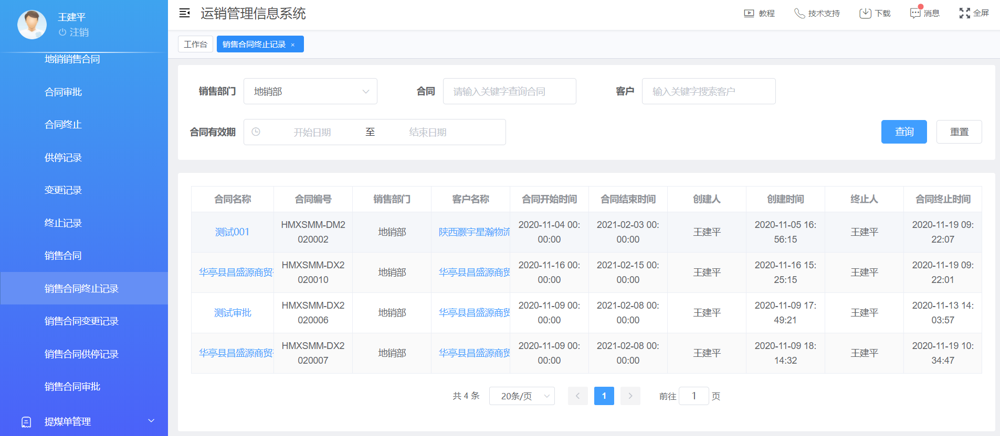 王建平
注销
地销销售合同
合同审批
合同终止
供停记录
变更记录
终止记录
销售合同
销售合同终止记录
销售合同变更记录
销售合同供停记录
销售合同审批
提煤单管理
运销管理信息系统
教程 技术支持 下载 消息 全屏
工作台 销售合同终止记录 ×
销售部门 地销部 合同 请输入关键字查询合同 客户 输入关键字搜索客户
合同有效期 开始日期 至 结束日期 查询 重置
合同名称 合同编号 销售部门 客户名称 合同开始时间 合同结束时间 创建人 创建时间 终止人 合同终止时间
测试001 HMXSMM-DM2 地销部 陕西灏宇星瀚物流 2020-11-04 00: 2021-02-03 00: 王建平 2020-11-05 16: 王建平 2020-11-19 09:
020002 00:00 00:00 56:15 22:07
华亭县昌盛源商贸 HMXSMM-DX2 地销部 华亭县昌盛源商贸 2020-11-16 00: 2021-02-15 00: 王建平 2020-11-16 15: 王建平 2020-11-19 09:
020010 00:00 00:00 25:15 22:01
测试审批 HMXSMM-DX2 地销部 华亭县昌盛源商贸 2020-11-09 00: 2021-02-08 00: 王建平 2020-11-09 17: 王建平 2020-11-13 14:
020006 00:00 00:00 49:21 03:57
华亭县昌盛源商贸 HMXSMM-DX2 地销部 华亭县昌盛源商贸 2020-11-09 00: 2021-02-08 00: 王建平 2020-11-09 18: 王建平 2020-11-19 10:
020007 00:00 00:00 14:32 34:47
共 4 条 20条/页 1 前往 1 页